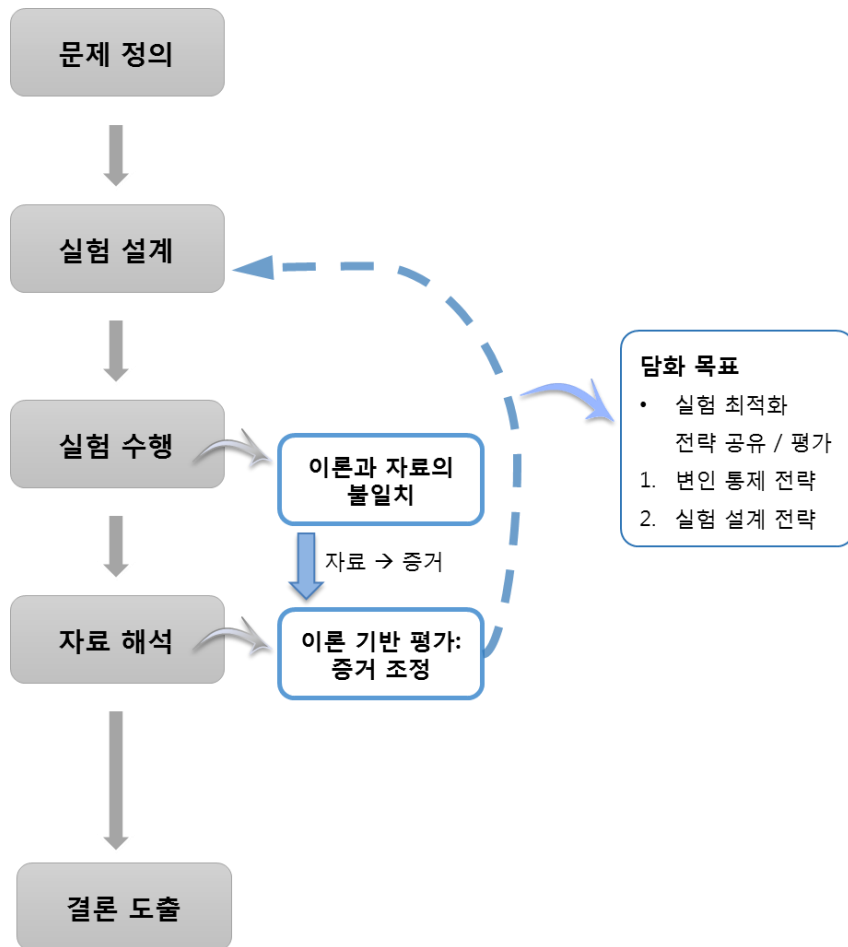 문제 정의
실험 설계
실험 수행
이론과 자료의
불일치
자료 → 증거
자료 해석
이론 기반 평가:
증거 조정
결론 도출
담화 목표
• 실험 최적화
전략 공유 / 평가
1. 변인 통제 전략
2. 실험 설계 전략